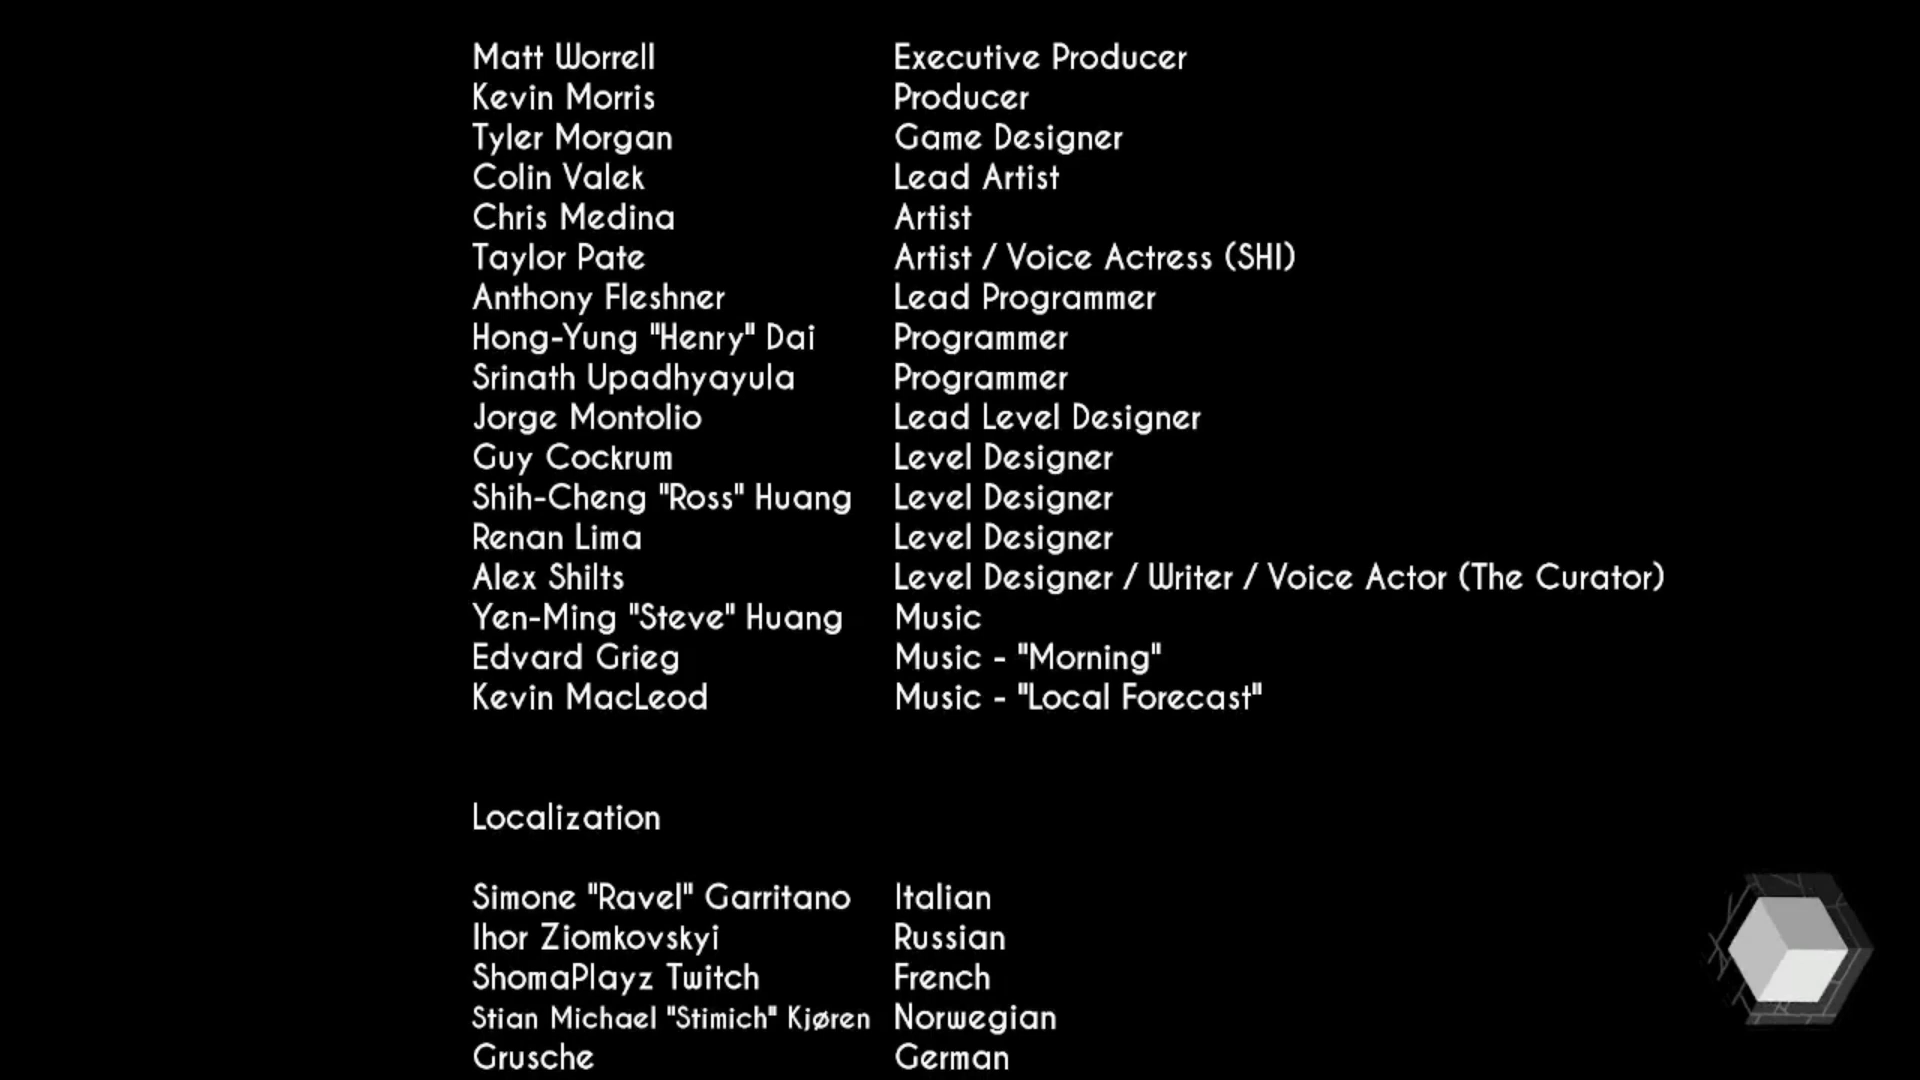 Matt Worrell Executive Producer
Kevin Morris Producer
Tyler Morgan Game Designer
Colin Valek Lead Artist
Chris Medina Artist
Taylor Pate Artist / Voice Actress (SHI)
Anthony Fleshner Lead Programmer
Hong-Yung "Henry" Dai Programmer
Srinath Upadhyayula Programmer
Jorge Montolio Lead Level Designer
Guy Cockrum Level Designer
Shih-Cheng "Ross" Huang Level Designer
Renan Lima Level Designer
Alex Shilts Level Designer / Writer / Voice Actor (The Curator)
Yen-Ming "Steve" Huang Music
Edvard Grieg Music - "Morning"
Kevin MacLeod Music - "Local Forecast"
Localization
Simone "Ravel" Garritano Italian
Ihor Ziomkovskyi Russian
ShomaPlayz Twitch French
Stian Michael "Stimich" Kjøren Norwegian
Grusche German